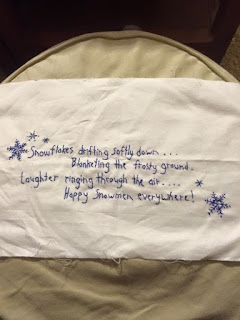 Snowflakes drifting softly down . . .
Blanketing the frosty ground.
Laughter ringing through the air. . . .
Happy Snowmen everywhere!